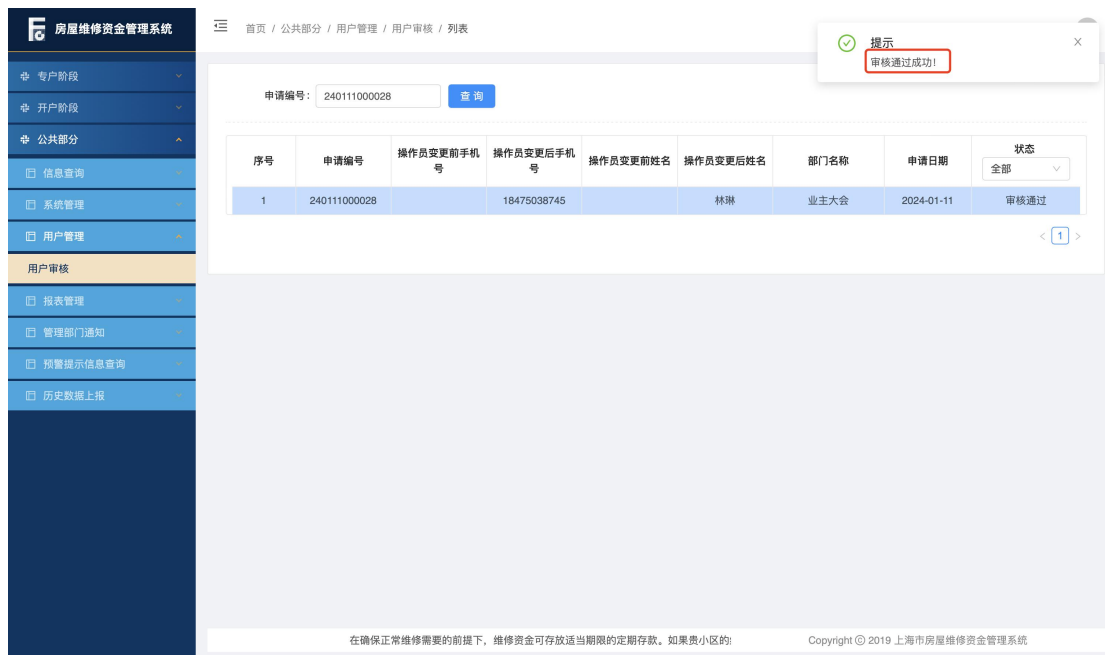 房屋维修资金管理系统
首页 / 公共部分 / 用户管理 / 用户审核 / 列表
提示
审核通过成功!
专户阶段
开户阶段
公共部分
信息查询
系统管理
用户管理
用户审核
报表管理
管理部门通知
预警提示信息查询
历史数据上报
申请编号: 240111000028 查 询
序号 申请编号 操作员变更前手机号 操作员变更后手机号 操作员变更前姓名 操作员变更后姓名 部门名称 申请日期 状态
全部
1 240111000028 18475038745 林琳 业主大会 2024-01-11 审核通过
< 1 >
在确保正常维修需要的前提下，维修资金可存放适当期限的定期存款。如果贵小区的
Copyright © 2019 上海市房屋维修资金管理系统